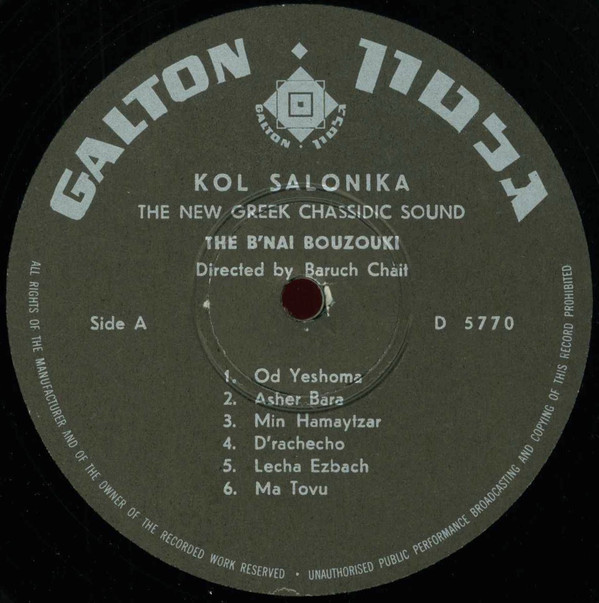 GALTON גלטון
GALTON • גלטון
KOL SALONIKA
THE NEW GREEK CHASSIDIC SOUND
THE B'NAI BOUZOUKI
Directed by Baruch Chait
Side A
D 5770
1. Od Yeshoma
2. Asher Bara
3. Min Hamaytzar
4. D'rachecho
5. Lecha Ezbach
6. Ma Tovu
ALL RIGHTS OF THE MANUFACTURER AND OF THE OWNER OF THE RECORDED WORK RESERVED • UNAUTHORISED PUBLIC PERFORMANCE BROADCASTING AND COPYING OF THIS RECORD PROHIBITED